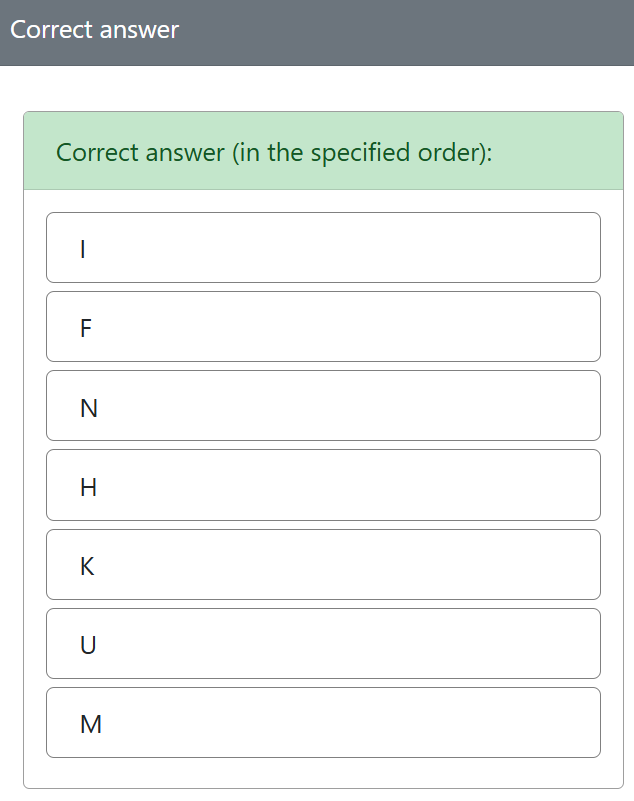 Correct answer
Correct answer (in the specified order):
I
F
N
H
K
U
M